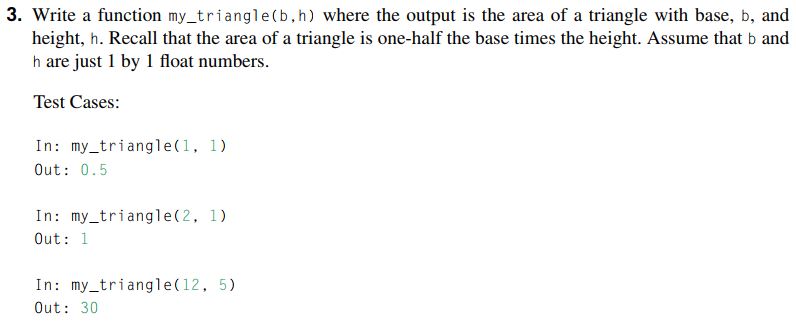 3. Write a function my_triangle(b,h) where the output is the area of a triangle with base, b, and
height, h. Recall that the area of a triangle is one-half the base times the height. Assume that b and
h are just 1 by 1 float numbers.
Test Cases:
In: my_triangle(1, 1)
Out: 0.5
In: my_triangle(2, 1)
Out: 1
In: my_triangle(12, 5)
Out: 30